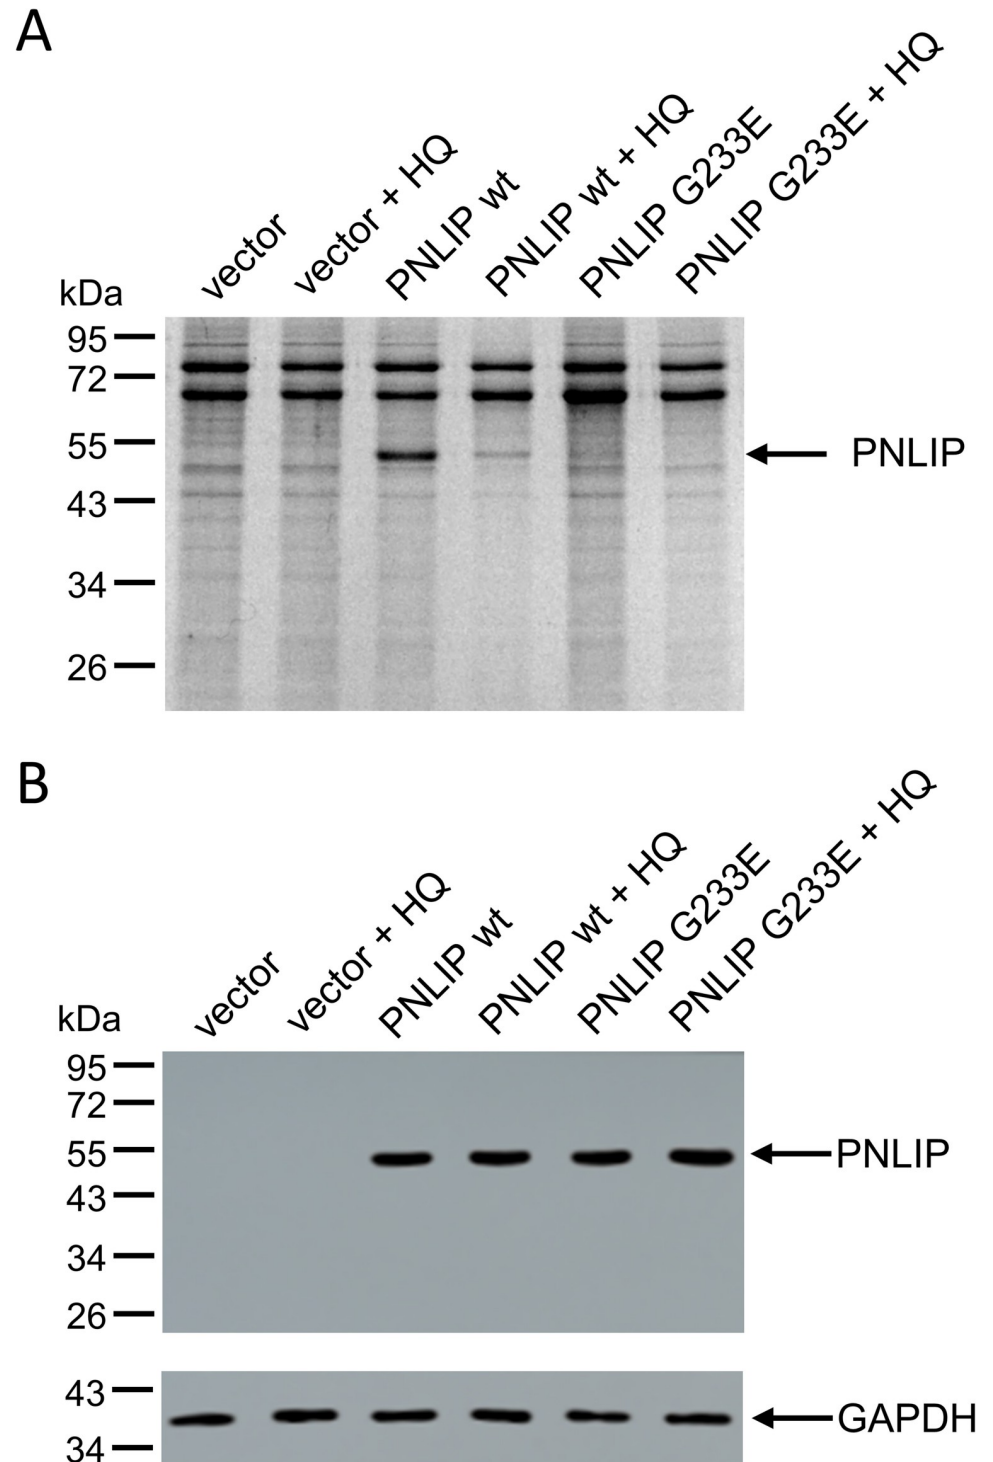 A
vector
vector + HQ
PNLIP wt
PNLIP wt + HQ
PNLIP G233E
PNLIP G233E + HQ
kDa
95
72
55
PNLIP
43
34
26
B
vector
vector + HQ
PNLIP wt
PNLIP wt + HQ
PNLIP G233E
PNLIP G233E + HQ
kDa
95
72
55
PNLIP
43
34
26
43
GAPDH
34